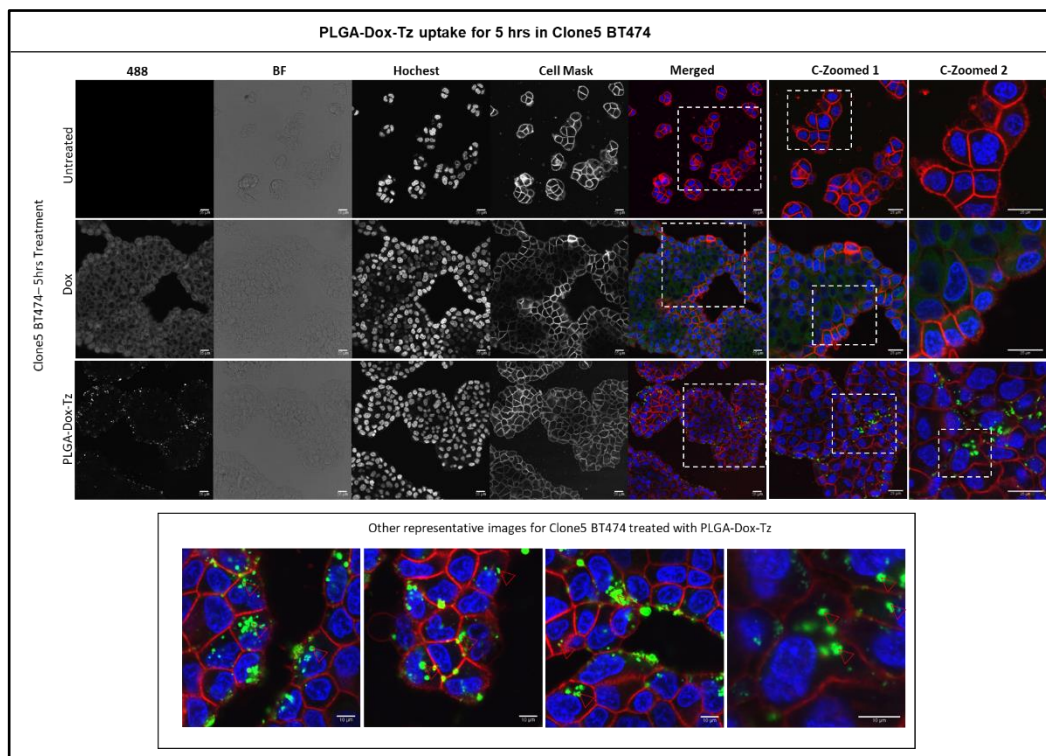 PLGA-Dox-Tz uptake for 5 hrs in Clone5 BT474
488 BF Hochest Cell Mask Merged C-Zoomed 1 C-Zoomed 2
Clone5 BT474– 5hrs Treatment
Untreated
Dox
PLGA-Dox-Tz
Other representative images for Clone5 BT474 treated with PLGA-Dox-Tz
10 µm 10 µm 10 µm 10 µm